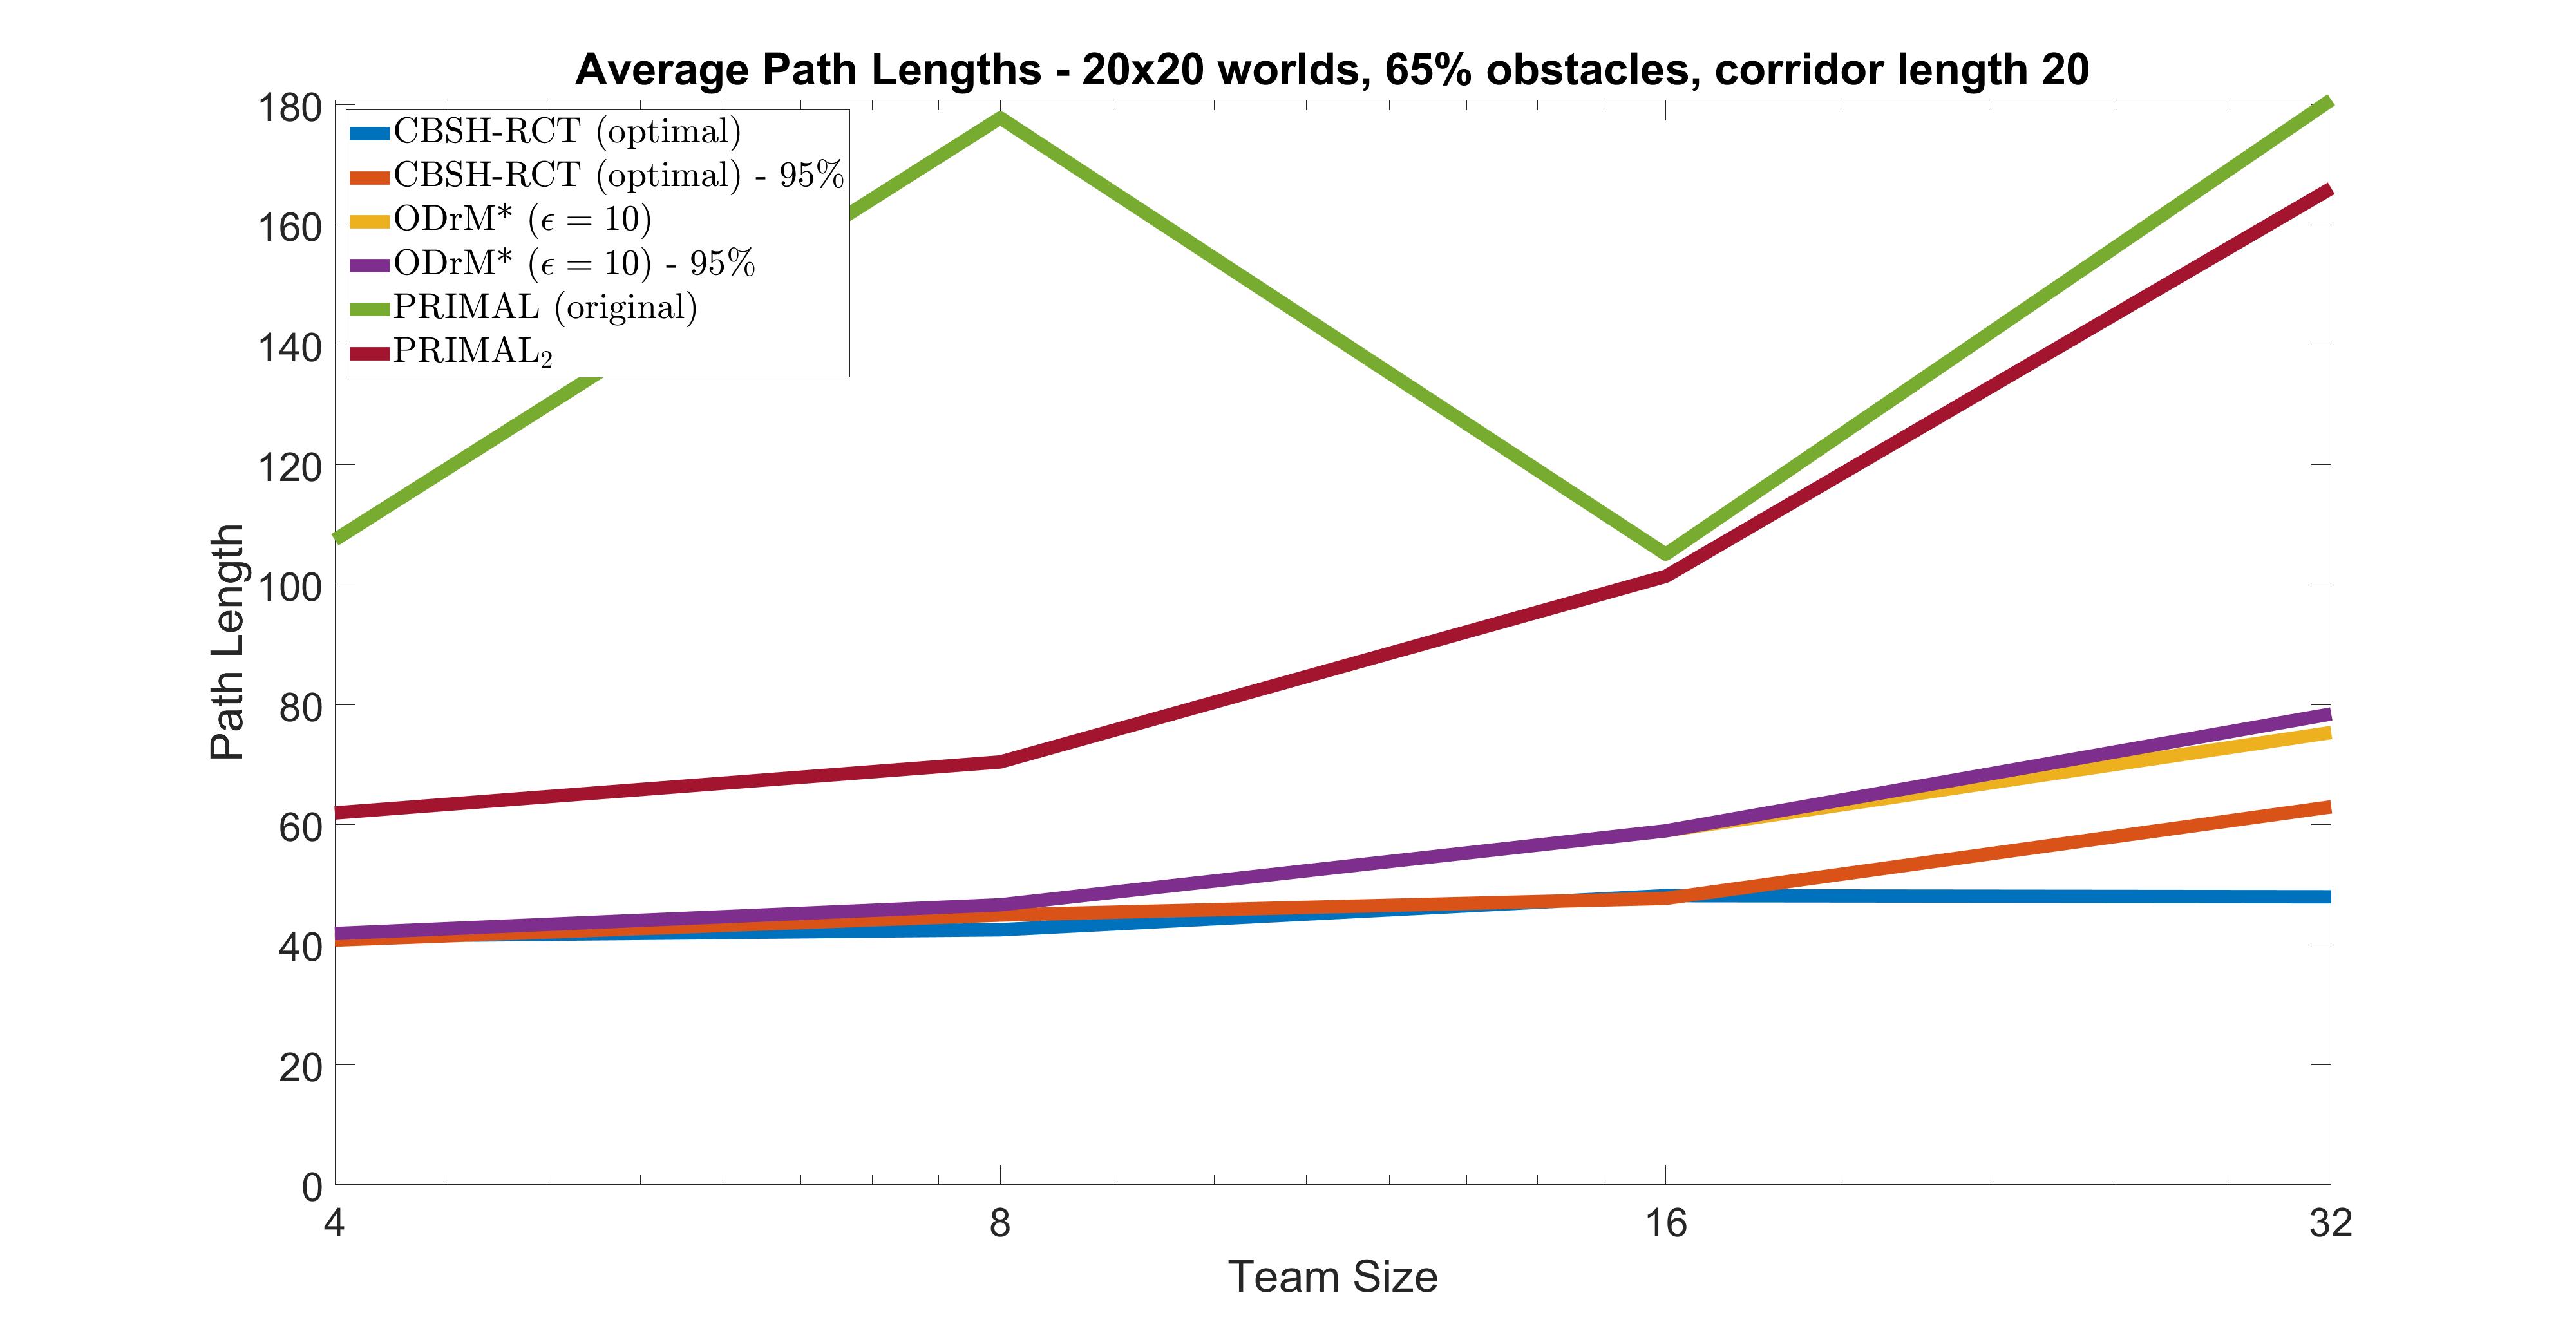 Average Path Lengths - 20x20 worlds, 65% obstacles, corridor length 20
CBSH-RCT (optimal)
CBSH-RCT (optimal) - 95%
ODrM* (ϵ = 10)
ODrM* (ϵ = 10) - 95%
PRIMAL (original)
PRIMAL₂
180
160
140
120
100
80
60
40
20
0
Path Length
4 8 16 32
Team Size